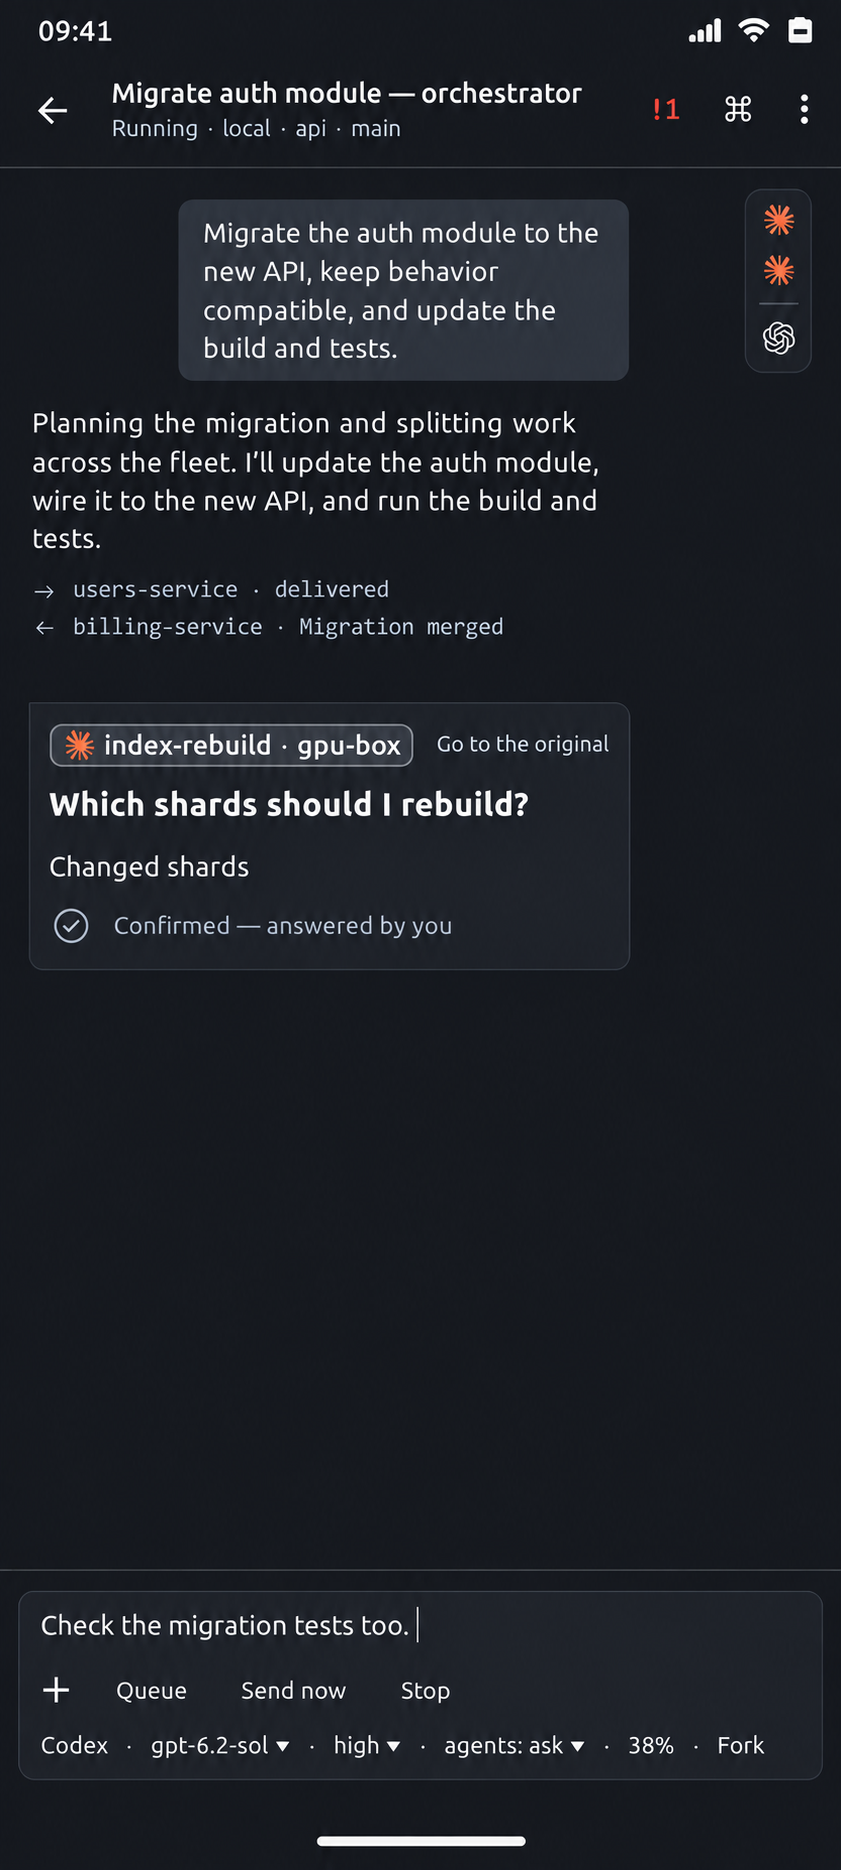 09:41
Migrate auth module — orchestrator
Running · local · api · main
!1
Migrate the auth module to the
new API, keep behavior
compatible, and update the
build and tests.
Planning the migration and splitting work
across the fleet. I’ll update the auth module,
wire it to the new API, and run the build and
tests.
→ users-service · delivered
← billing-service · Migration merged
index-rebuild · gpu-box
Go to the original
Which shards should I rebuild?
Changed shards
Confirmed — answered by you
Check the migration tests too.
Queue Send now Stop
Codex · gpt-6.2-sol ▼ · high ▼ · agents: ask ▼ · 38% · Fork